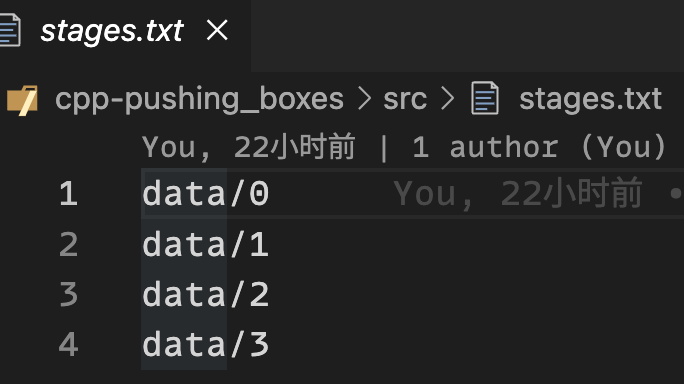 stages.txt ×
cpp-pushing_boxes > src > stages.txt
You, 22小时前 | 1 author (You)
1 data/0 You, 22小时前 •
2 data/1
3 data/2
4 data/3